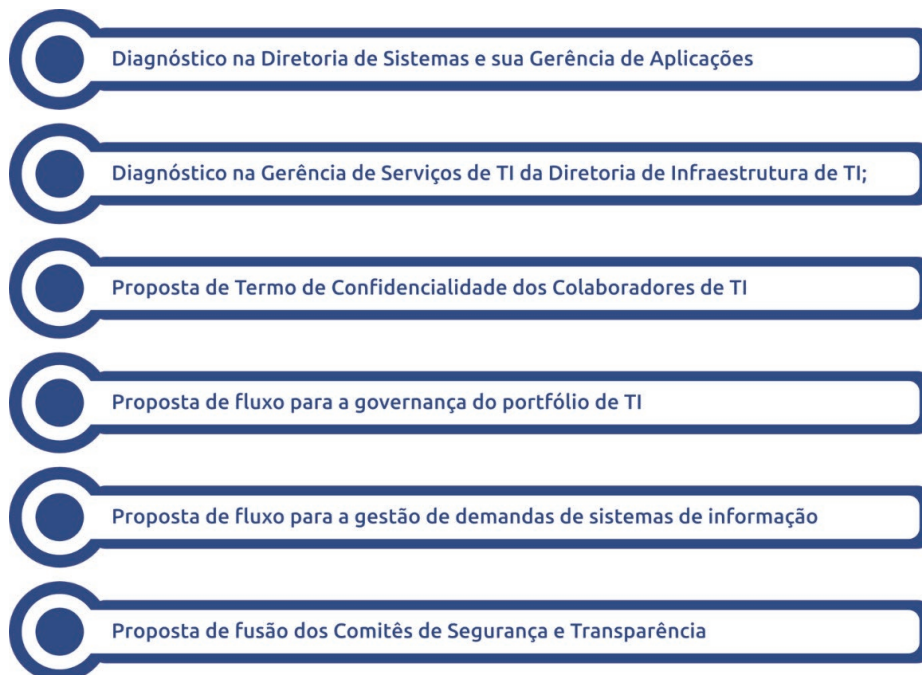 Diagnóstico na Diretoria de Sistemas e sua Gerência de Aplicações
Diagnóstico na Gerência de Serviços de TI da Diretoria de Infraestrutura de TI;
Proposta de Termo de Confidencialidade dos Colaboradores de TI
Proposta de fluxo para a governança do portfólio de TI
Proposta de fluxo para a gestão de demandas de sistemas de informação
Proposta de fusão dos Comitês de Segurança e Transparência